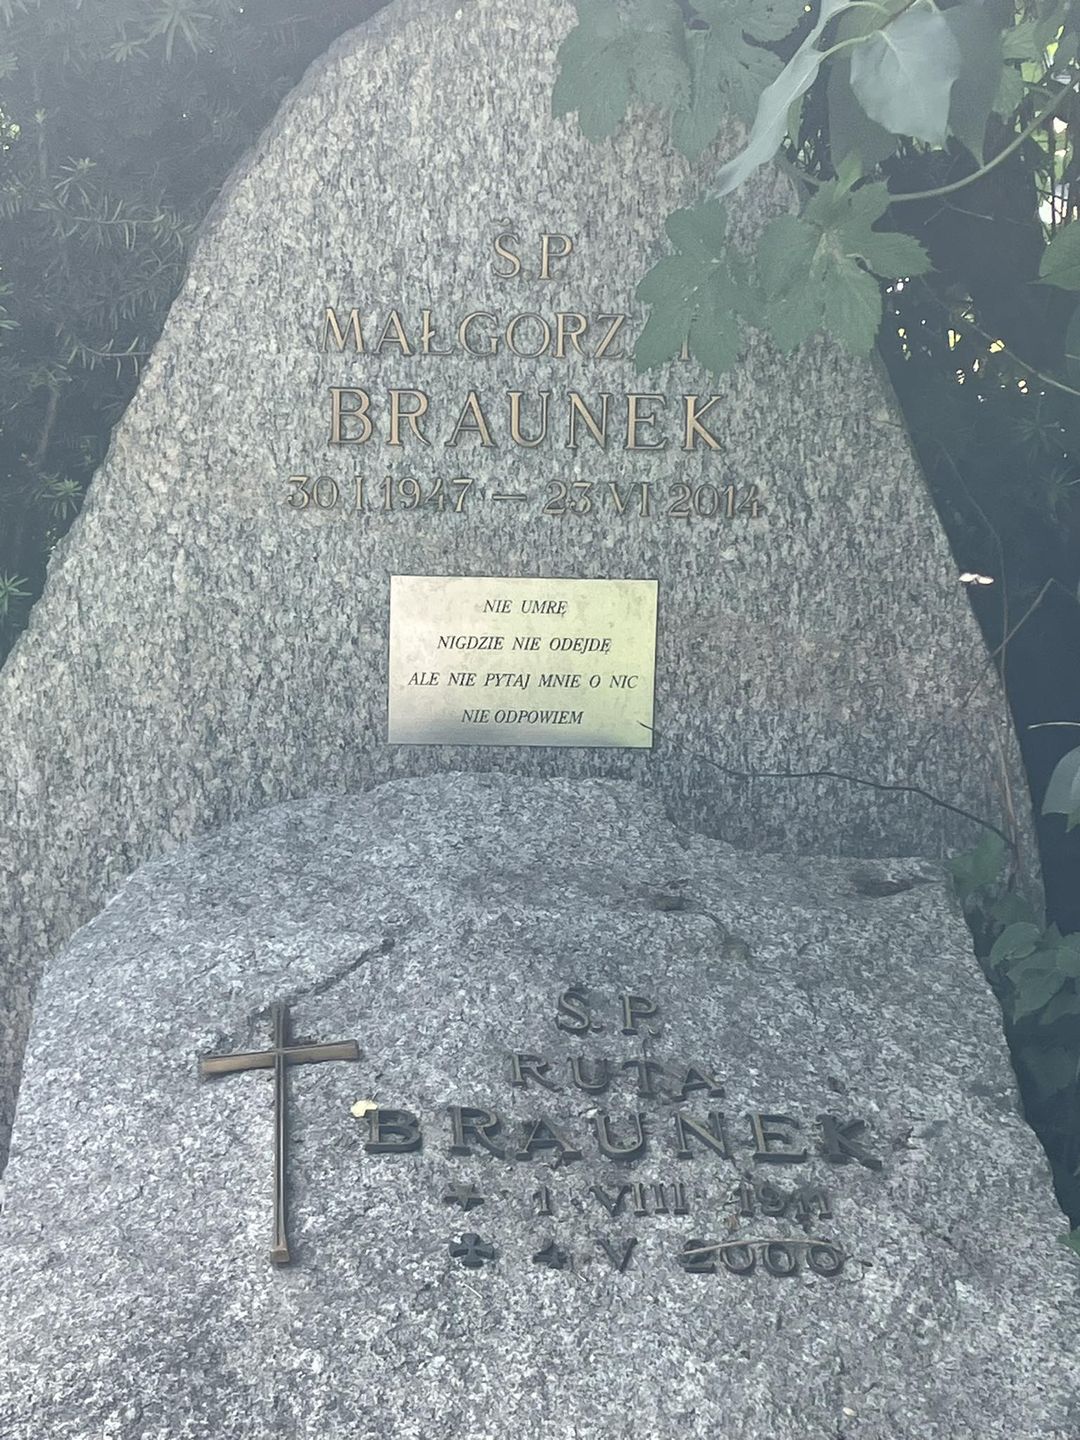 Ś.P
MAŁGORZATA
BRAUNEK
30 I 1947 – 23 VI 2014
NIE UMRĘ
NIGDZIE NIE ODEJDĘ
ALE NIE PYTAJ MNIE O NIC
NIE ODPOWIEM
Ś. P.
RUTA
BRAUNEK
1 VIII 1911
4 V 2000